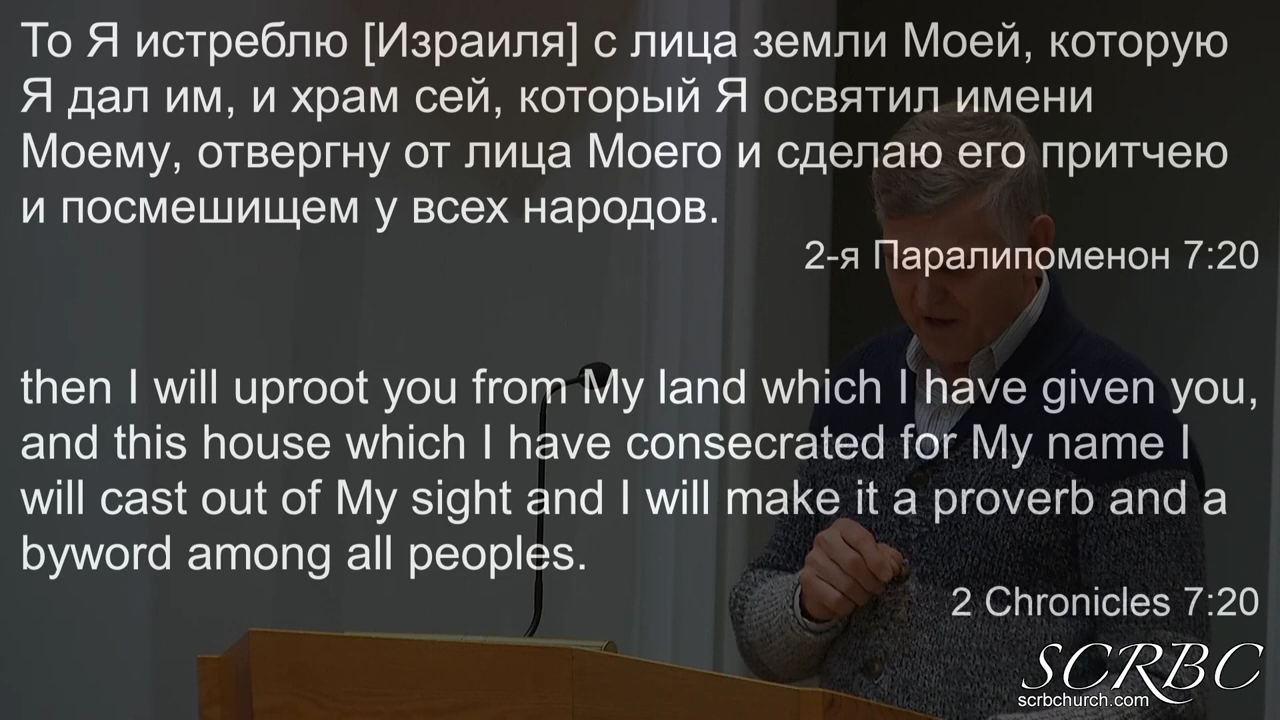 То Я истреблю [Израиля] с лица земли Моей, которую
Я дал им, и храм сей, который Я освятил имени
Моему, отвергну от лица Моего и сделаю его притчею
и посмешищем у всех народов.
2-я Паралипоменон 7:20
then I will uproot you from My land which I have given you,
and this house which I have consecrated for My name I
will cast out of My sight and I will make it a proverb and a
byword among all peoples.
2 Chronicles 7:20
SCRBC
scrbchurch.com